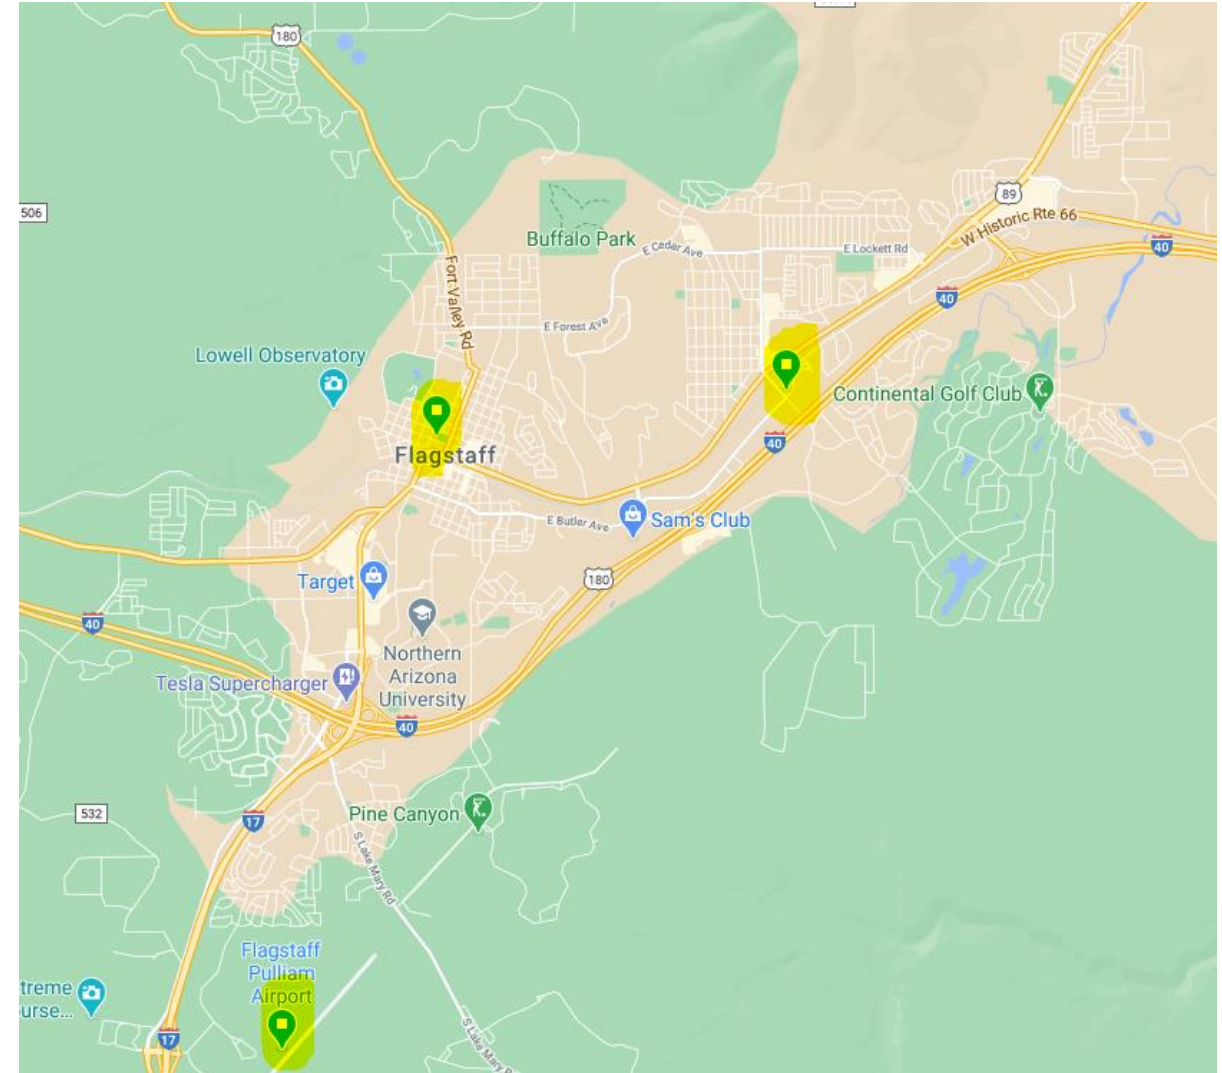 180
506
89
W Historic Rte 66
40
Buffalo Park
E Cedar Ave
E Lockett Rd
Fort Valley Rd
40
E Forest Ave
Lowell Observatory
Continental Golf Club
40
Flagstaff
E Butler Ave
Sam's Club
Target
180
40
Northern
Arizona
University
Tesla Supercharger
40
532
17
Pine Canyon
S Lake Mary Rd
Flagstaff
Pulliam
Airport
treme
urse...
17
S Lake Mary R